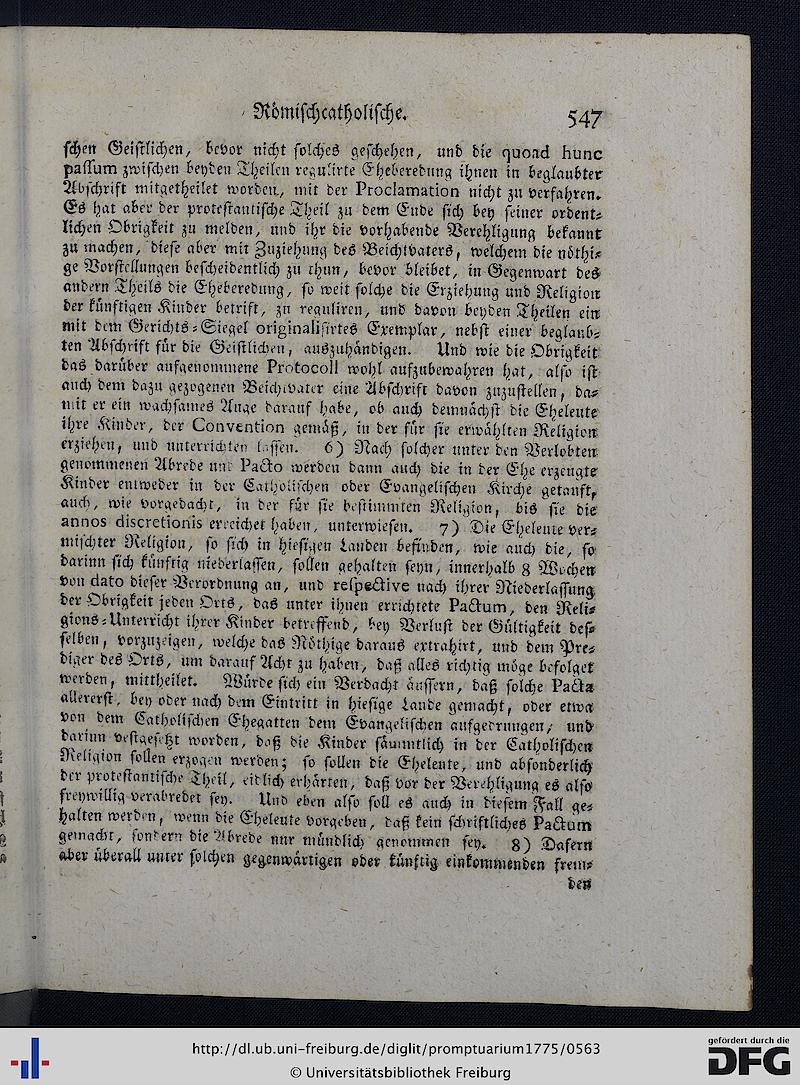 Römischcatholische. 547
schen Geistlichen, bevor nicht solches geschehen, und die quoad hunc
passum zwischen beyden Theilen regulirte Eheberedung ihnen in beglaubter
Abschrift mitgetheilet worden, mit der Proclamation nicht zu verfahren.
Es hat aber der protestantische Theil zu dem Ende sich bey seiner ordent⸗
lichen Obrigkeit zu melden, und ihr die vorhabende Verehligung bekannt
zu machen, diese aber mit Zuziehung des Beichtvaters, welchem die nöthi⸗
ge Vorstellungen bescheidentlich zu thun, bevor bleibet, in Gegenwart des
andern Theils die Eheberedung, so weit solche die Erziehung und Religion
der künftigen Kinder betrift, zu reguliren, und davon beyden Theilen ein
mit dem Gerichts⸗Siegel originalisirtes Exemplar, nebst einer beglaub⸗
ten Abschrift für die Geistlichen, auszuhändigen. Und wie die Obrigkeit
das darüber aufgenommene Protocoll wohl aufzubewahren hat, also ist
auch dem dazu gezogenen Beichtvater eine Abschrift davon zuzustellen, da⸗
mit er ein wachsames Auge darauf habe, ob auch demnächst die Eheleute
ihre Kinder, der Convention gemäß, in der für sie erwählten Religion
erziehen, und unterrichten lassen. 6) Nach solcher unter den Verlobten
genommenen Abrede und Pacto werden dann auch die in der Ehe erzeugte
Kinder entweder in der Catholischen oder Evangelischen Kirche getauft,
auch, wie vorgedacht, in der für sie bestimmten Religion, bis sie die
annos discretionis erreichet haben, unterwiesen. 7) Die Eheleute ver⸗
mischter Religion, so sich in hiesigen Landen befinden, wie auch die, so
darinn sich künftig niederlassen, sollen gehalten seyn, innerhalb 8 Wochen
von dato dieser Verordnung an, und respective nach ihrer Niederlassung
der Obrigkeit jeden Orts, das unter ihnen errichtete Pactum, den Reli⸗
gions⸗Unterricht ihrer Kinder betreffend, bey Verlust der Gültigkeit des⸗
selben, vorzuzeigen, welche das Nöthige daraus extrahirt, und dem Pre⸗
diger des Orts, um darauf Acht zu haben, daß alles richtig möge befolget
werden, mittheilet. Würde sich ein Verdacht äussern, daß solche Pacta
allererst, bey oder nach dem Eintritt in hiesige Lande gemacht, oder etwa
von dem Catholischen Ehegatten dem Evangelischen aufgedrungen, und
darinn vestgesetzt worden, daß die Kinder sämmtlich in der Catholischen
Religion sollen erzogen werden; so sollen die Eheleute, und absonderlich
der protestantische Theil, eidlich erhärten, daß vor der Verehligung es also
freywillig verabredet sey. Und eben also soll es auch in diesem Fall ge⸗
halten werden, wenn die Eheleute vorgeben, daß kein schriftliches Pactum
gemacht, sondern die Abrede nur mündlich genommen sey. 8) Dafern
aber überall unter solchen gegenwärtigen oder künftig einkommenden frem⸗
den
http://dl.ub.uni-freiburg.de/diglit/promptuarium1775/0563
© Universitätsbibliothek Freiburg
gefördert durch die
DFG